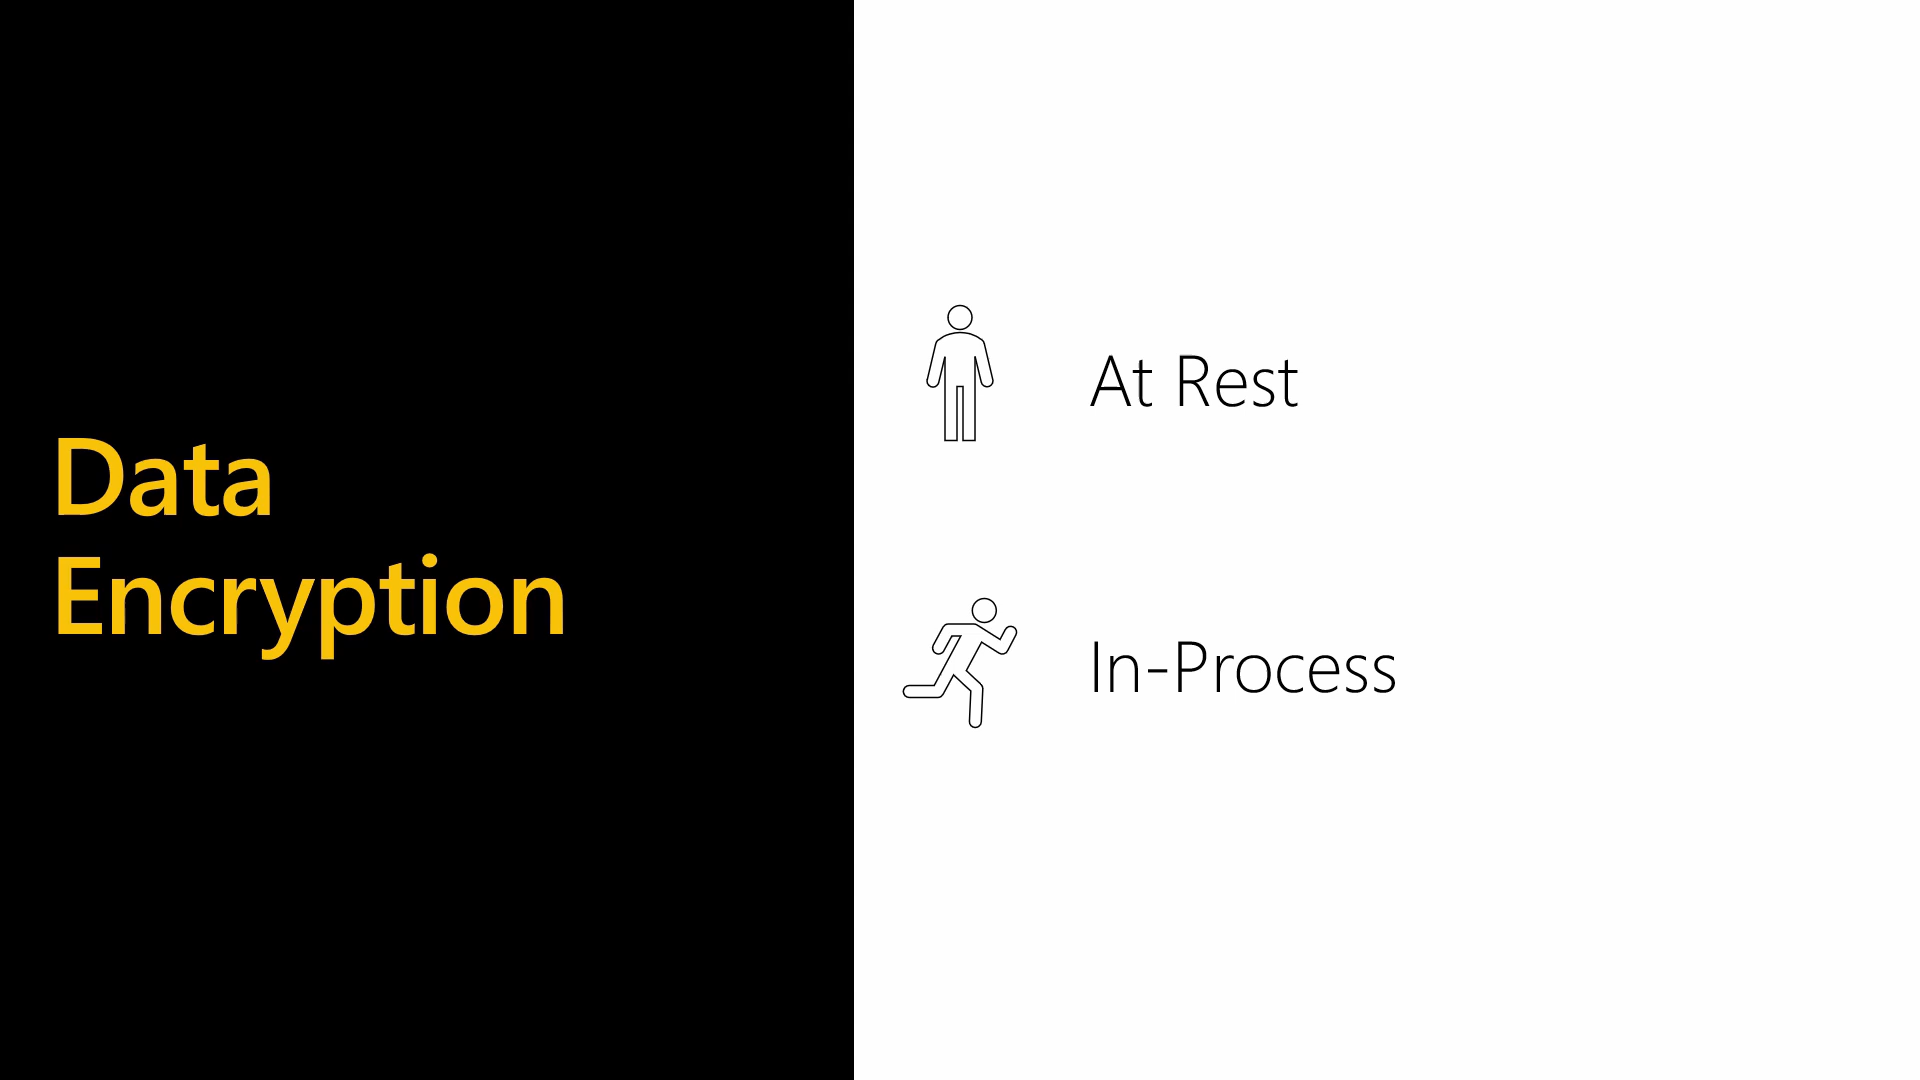 Data
Encryption
At Rest
In-Process